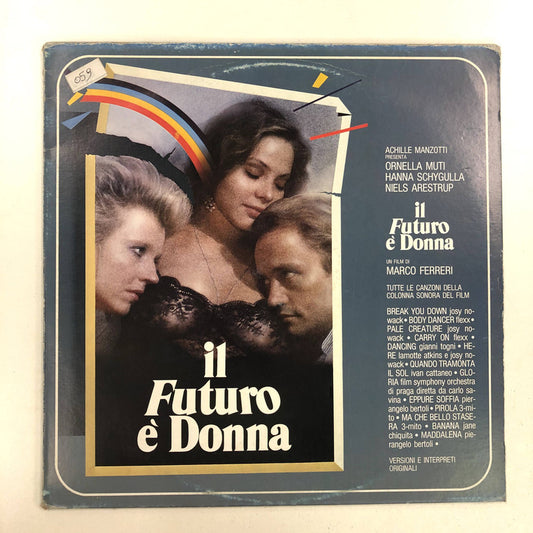 059
ACHILLE MANZOTTI
PRESENTA
ORNELLA MUTI
HANNA SCHYGULLA
NIELS ARESTRUP
il
Futuro
è Donna
UN FILM DI
MARCO FERRERI
TUTTE LE CANZONI DELLA
COLONNA SONORA DEL FILM
BREAK YOU DOWN josy no-
wack • BODY DANCER flexx •
PALE CREATURE josy no-
wack • CARRY ON flexx •
DANCING gianni togni • HE-
RE lamotte atkins e josy no-
wack • QUANDO TRAMONTA
IL SOL ivan cattaneo • GLO-
RIA film symphony orchestra
di praga diretta da carlo sa-
vina • EPPURE SOFFIA pier-
angelo bertoli • PIROLA 3-mi-
to • MA CHE BELLO STASE-
RA 3-mito • BANANA jane
chiquita • MADDALENA pie-
rangelo bertoli •
VERSIONI E INTERPRETI
ORIGINALI
il
Futuro
è Donna